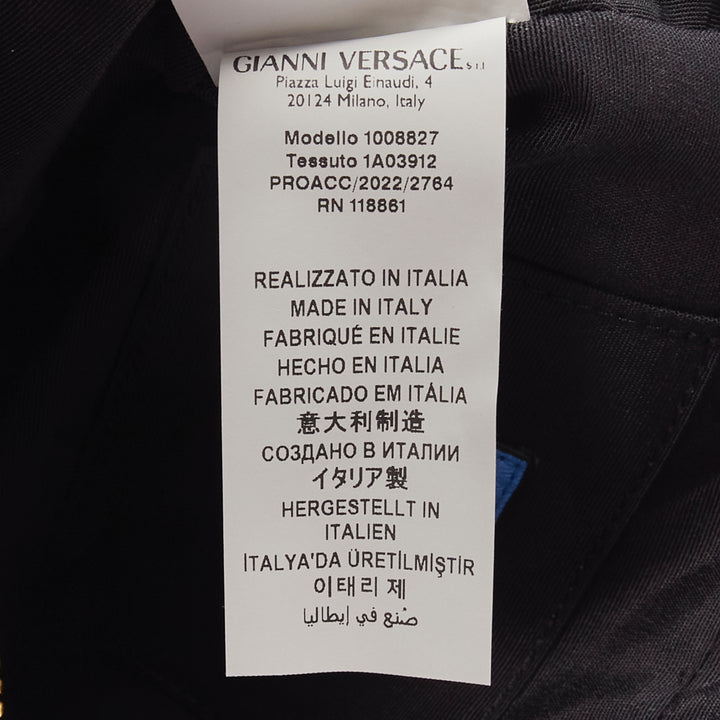 GIANNI VERSACE S.r.l
Piazza Luigi Einaudi, 4
20124 Milano, Italy
Modello 1008827
Tessuto 1A03912
PROACC/2022/2764
RN 118861
REALIZZATO IN ITALIA
MADE IN ITALY
FABRIQUÉ EN ITALIE
HECHO EN ITALIA
FABRICADO EM ITÁLIA
意大利制造
СОЗДАНО В ИТАЛИИ
イタリア製
HERGESTELLT IN
ITALIEN
İTALYA'DA ÜRETİLMİŞTİR
이태리 제
صُنع في إيطاليا